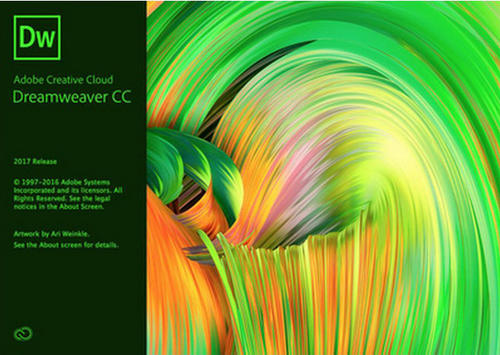 Dw
Adobe Creative Cloud
Dreamweaver CC
2017 Release
© 1997-2016 Adobe Systems
Incorporated and its licensors. All
Rights Reserved. See the legal
notices in the About Screen.
Artwork by Ari Weinkle.
See the About screen for details.